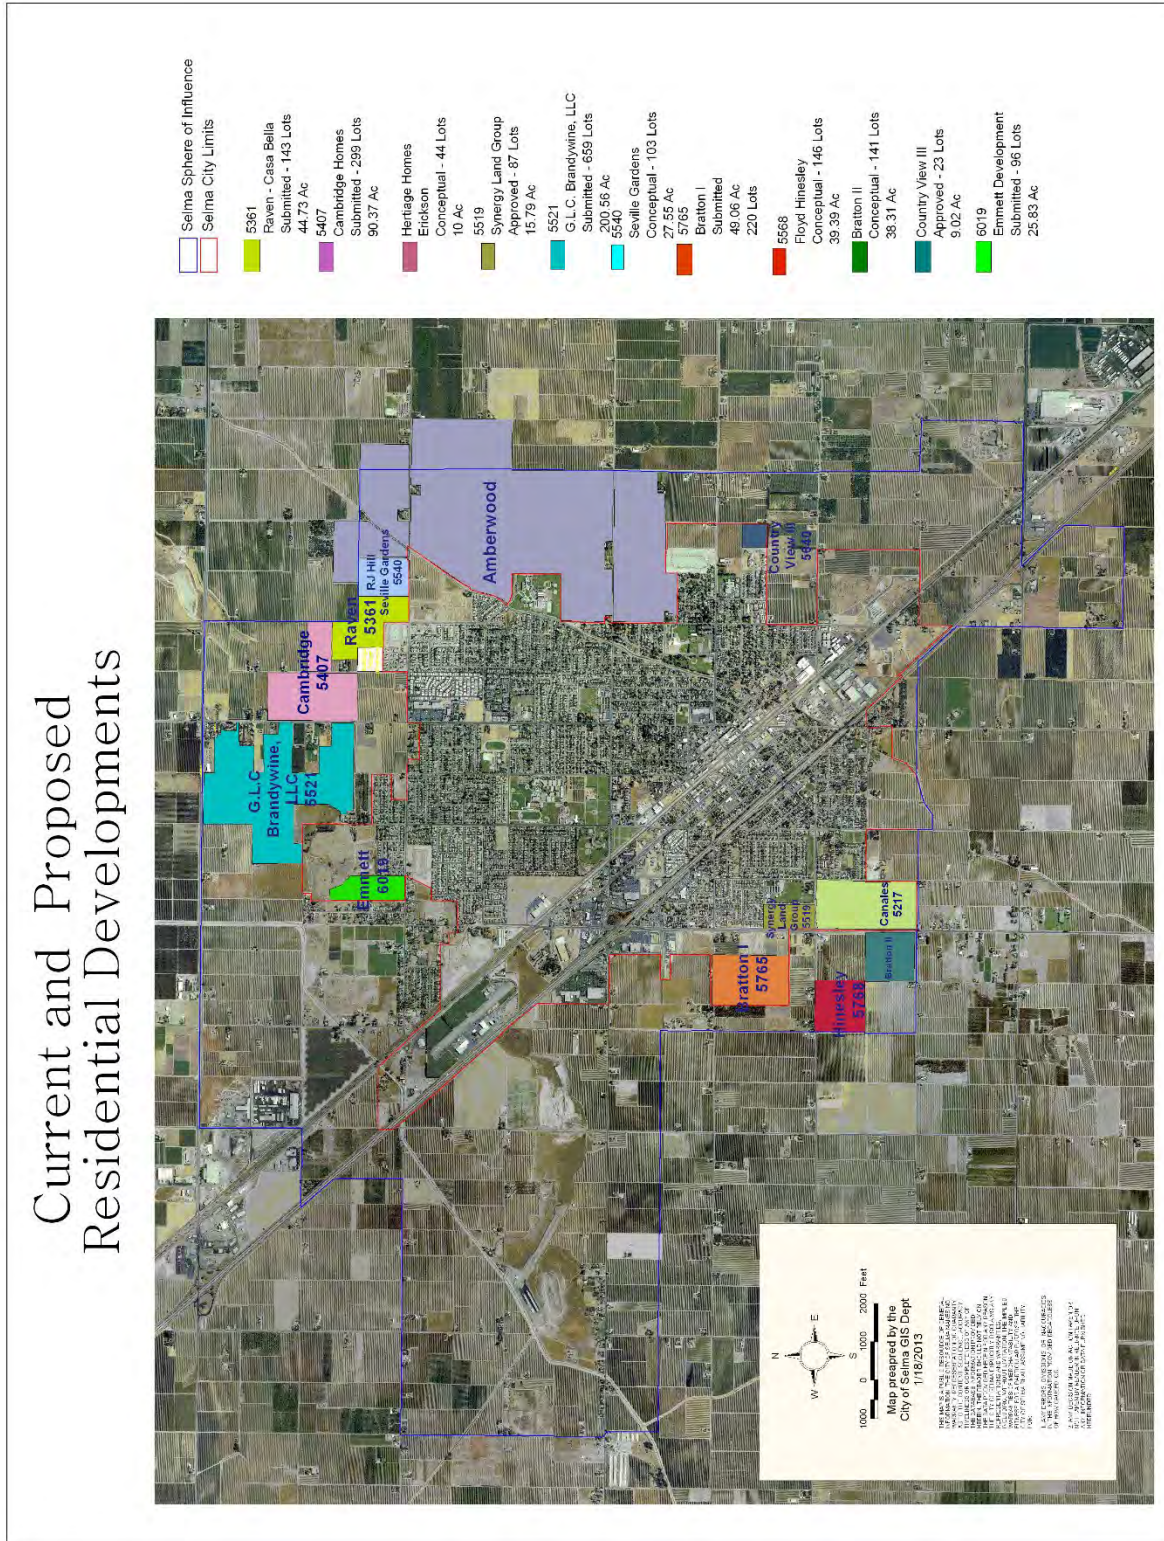 Current and Proposed
Residential Developments
Selma Sphere of Influence
Selma City Limits
5361
Raven - Casa Bella
Submitted - 143 Lots
44.73 Ac
5407
Cambridge Homes
Submitted - 299 Lots
90.37 Ac
Hertiage Homes
Erickson
Conceptual - 44 Lots
10 Ac
5519
Synergy Land Group
Approved - 87 Lots
15.79 Ac
5521
G.L.C. Brandywine, LLC
Submitted - 659 Lots
200.56 Ac
5540
Seville Gardens
Conceptual - 103 Lots
27.55 Ac
5765
Bratton I
Submitted
49.06 Ac
220 Lots
5568
Floyd Hinesley
Conceptual - 146 Lots
39.39 Ac
Bratton II
Conceptual - 141 Lots
38.31 Ac
Country View III
Approved - 23 Lots
9.02 Ac
6019
Emmett Development
Submitted - 96 Lots
25.83 Ac
G.L.C
Brandywine,
LLC
5521
Cambridge
5407
Raven
5361
RJ Hill
Seville Gardens
5540
Emmett
6019
Amberwood
Country
View III
5640
Bratton I
5765
Synergy
Land
Group
5519
Hinesley
5768
Bratton II
Canales
5217
N
W
E
S
1000 0 1000 2000 Feet
Map preapred by the
City of Selma GIS Dept
1/18/2013